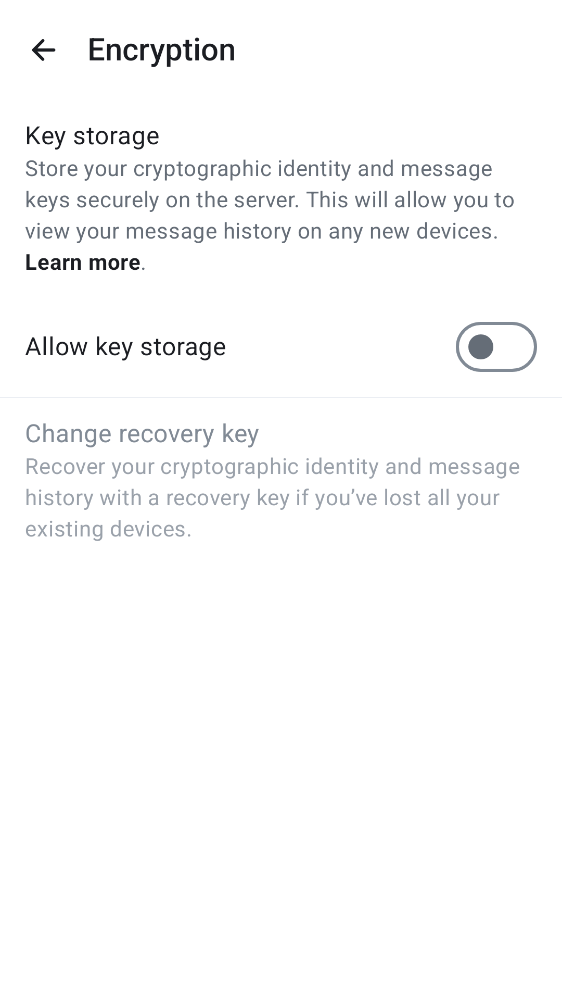 Encryption
Key storage
Store your cryptographic identity and message
keys securely on the server. This will allow you to
view your message history on any new devices.
Learn more.
Allow key storage
Change recovery key
Recover your cryptographic identity and message
history with a recovery key if you’ve lost all your
existing devices.